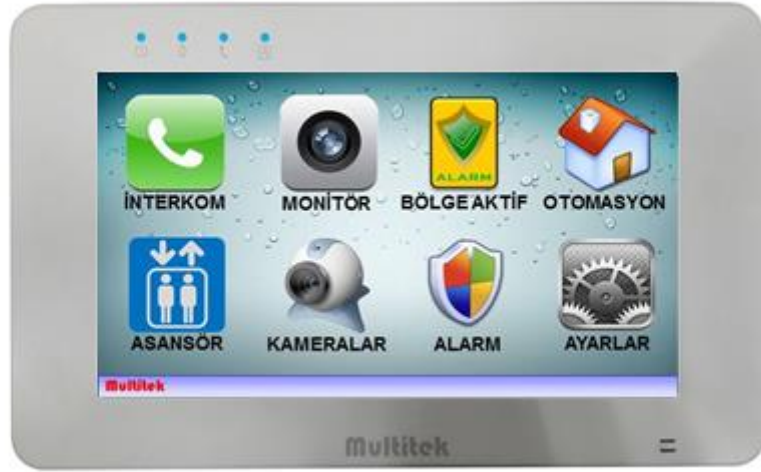 İNTERKOM MONİTÖR BÖLGE AKTİF OTOMASYON
ALARM
ASANSÖR KAMERALAR ALARM AYARLAR
Multitek
Multitek